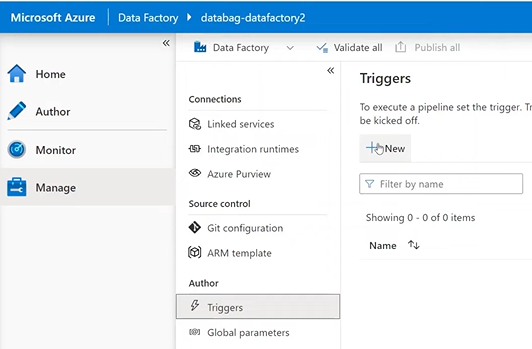 Microsoft Azure
Data Factory
databag-datafactory2
Home
Author
Monitor
Manage
Data Factory
Validate all
Publish all
Connections
Linked services
Integration runtimes
Azure Purview
Source control
Git configuration
ARM template
Author
Triggers
Global parameters
Triggers
To execute a pipeline set the trigger.
be kicked off.
New
Filter by name
Showing 0 - 0 of 0 items
Name